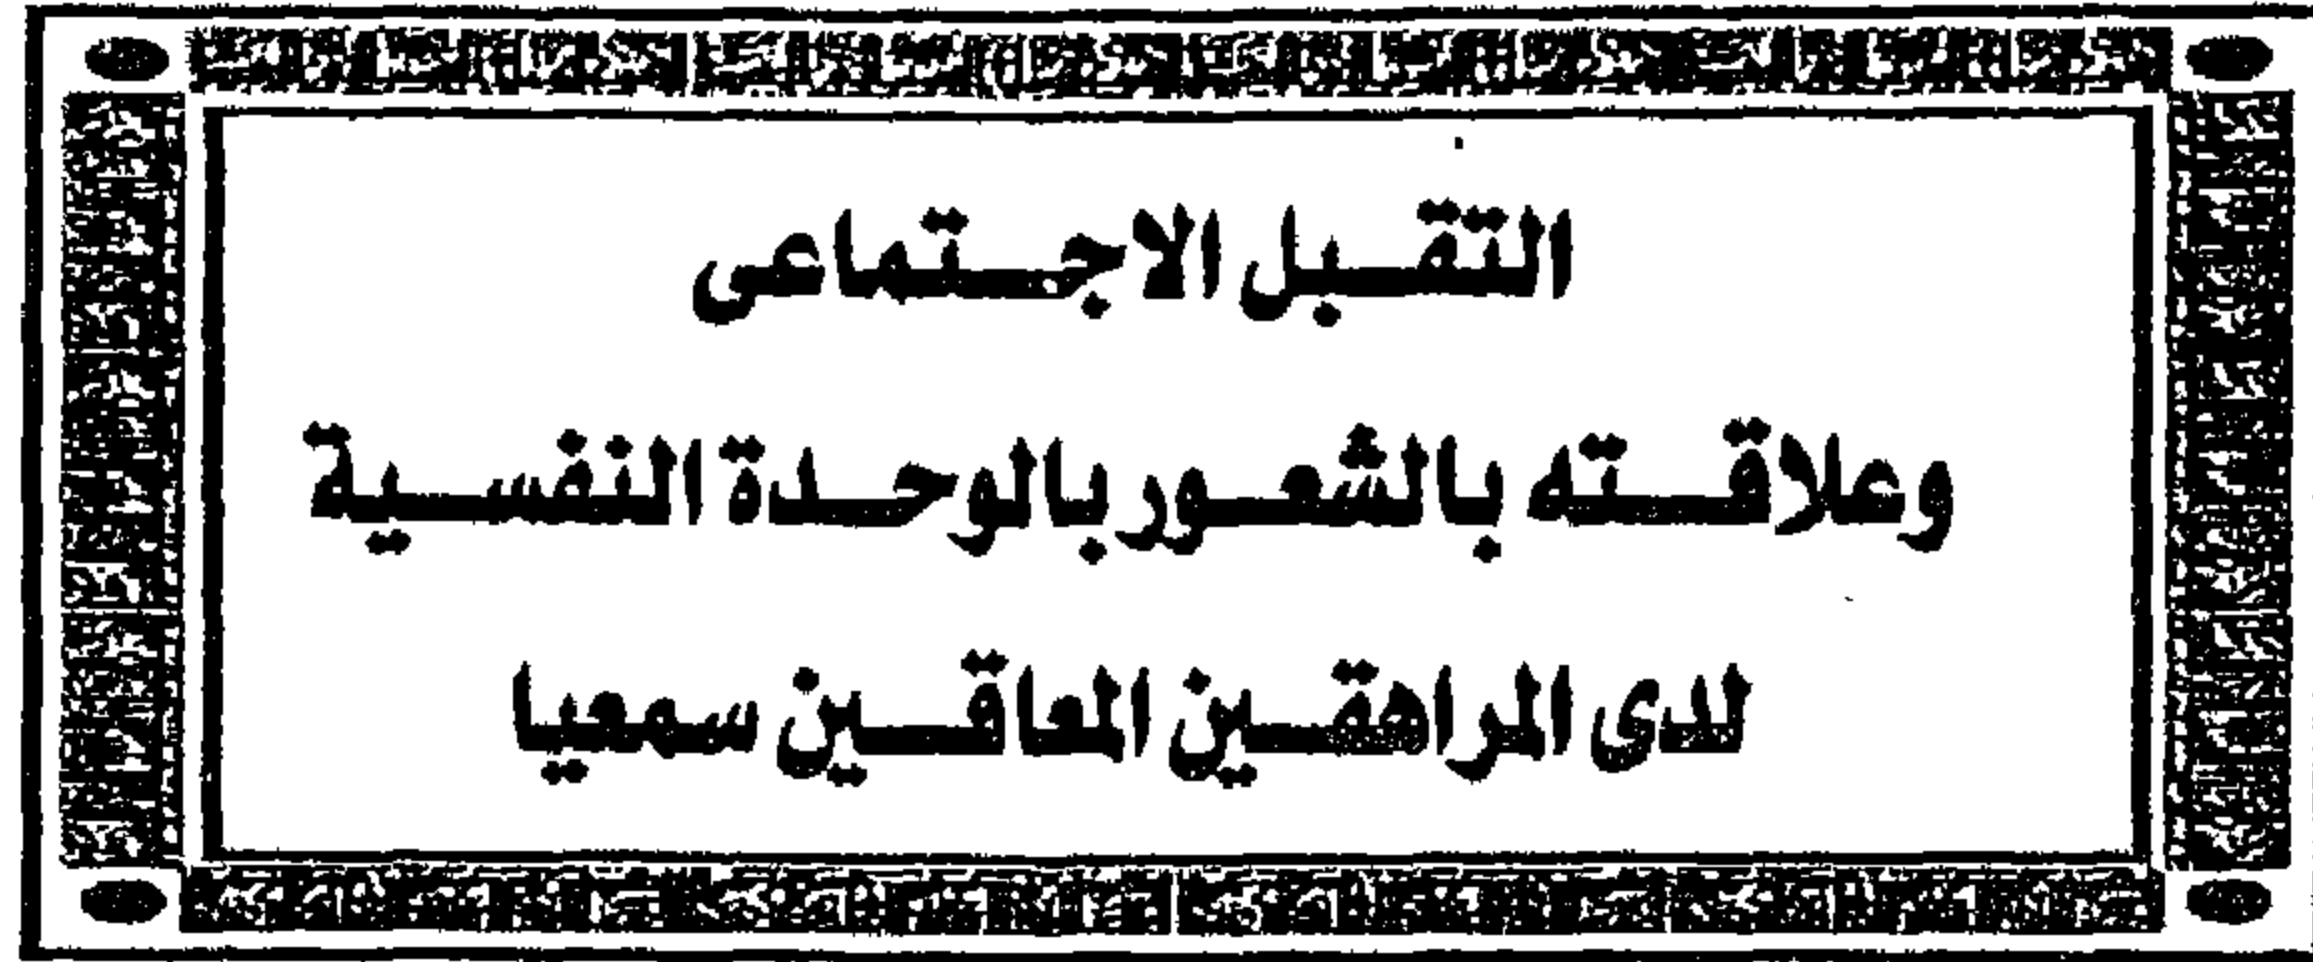 التقبل الاجتماعى
وعلاقته بالشعور بالوحدة النفسية
لدى المراهقين المعاقين سمعيا